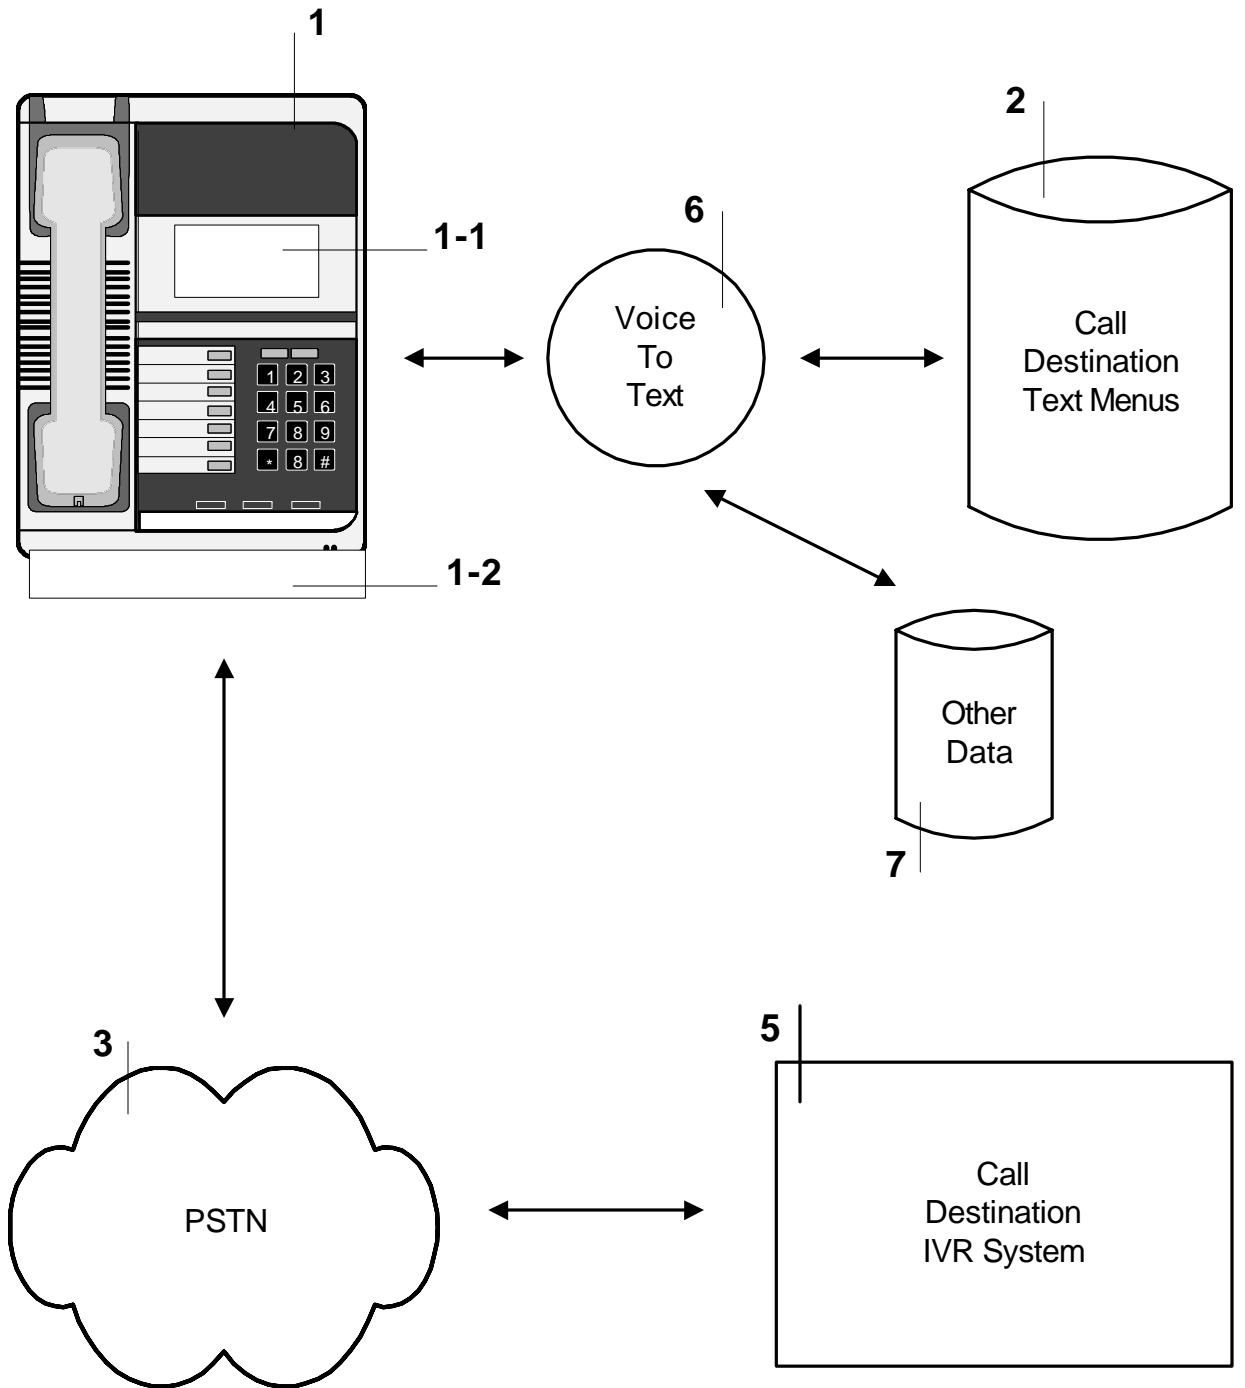 1
2
6
1-1
Voice
To
Text
Call
Destination
Text Menus
1 2 3
4 5 6
7 8 9
* 8 #
1-2
Other
Data
7
3
5
PSTN
Call
Destination
IVR System